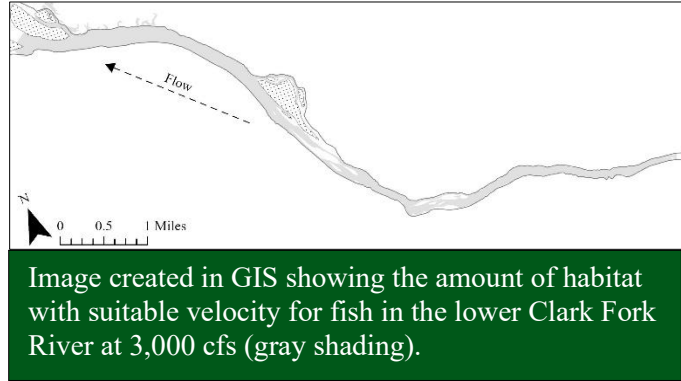 Flow
N
0 0.5 1 Miles
Image created in GIS showing the amount of habitat
with suitable velocity for fish in the lower Clark Fork
River at 3,000 cfs (gray shading).